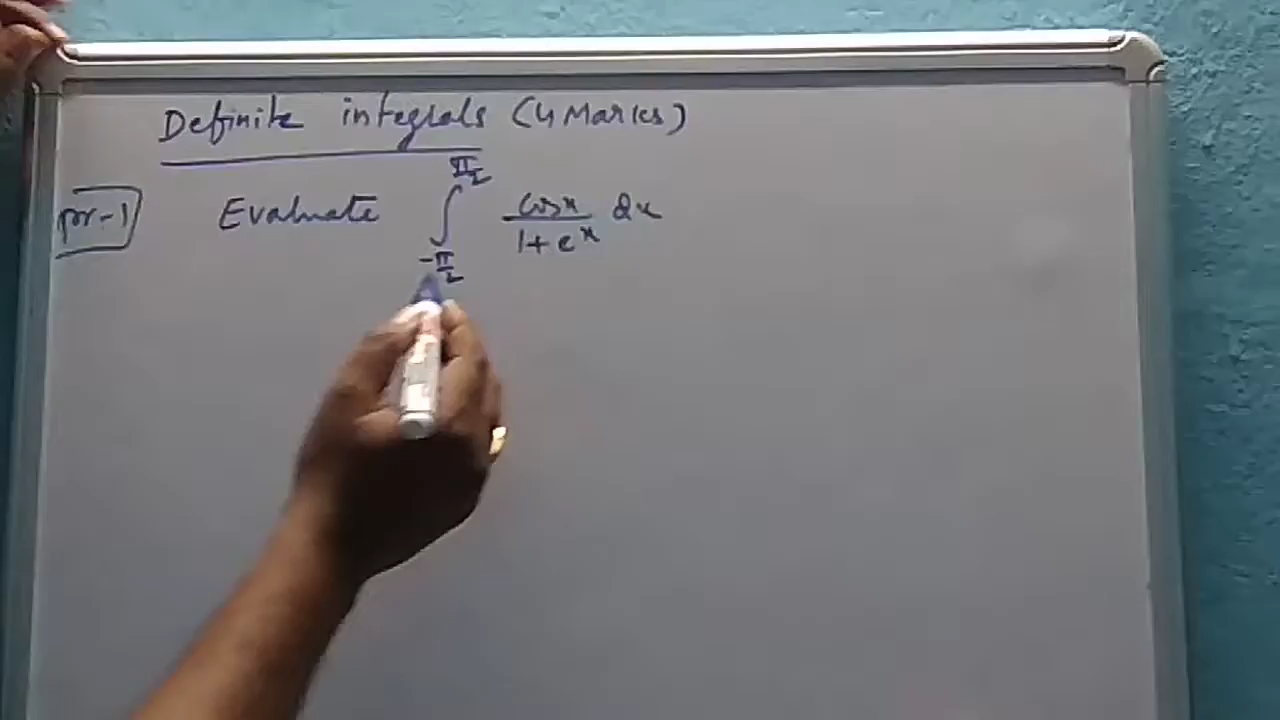 Definite integrals (4 Marks)
pr-1 Evaluate ∫_{-π/2}^{π/2} cosx/(1+e^x) dx